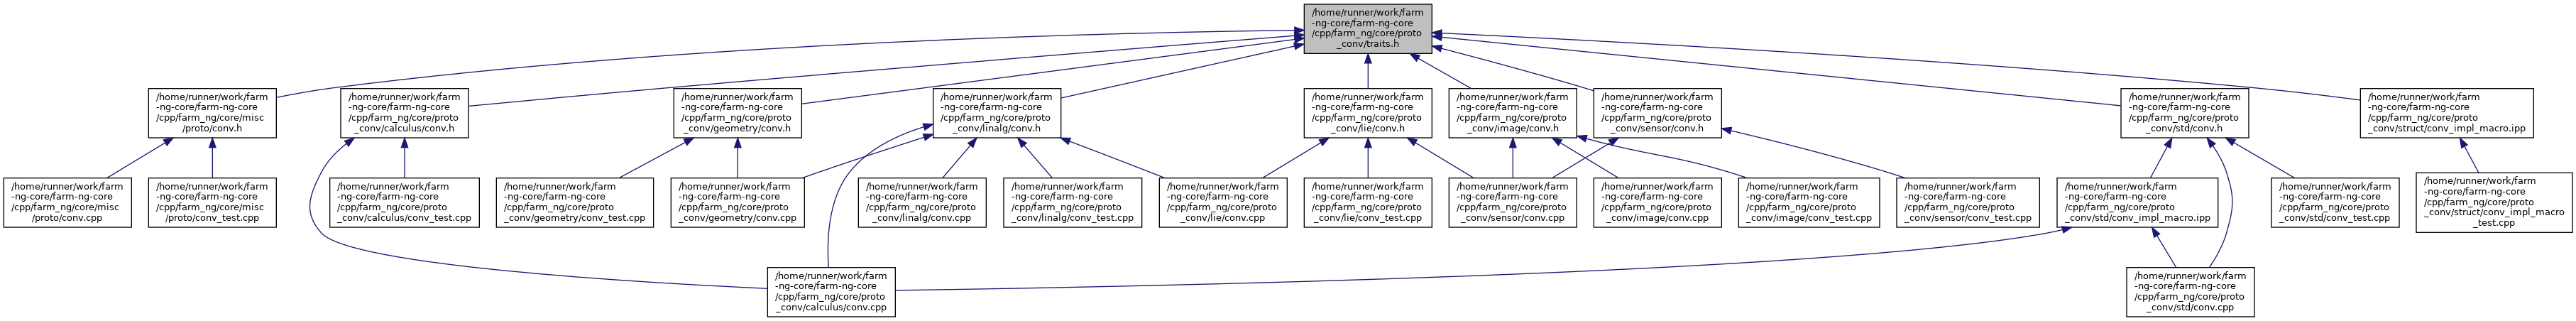 /home/runner/work/farm
-ng-core/farm-ng-core
/cpp/farm_ng/core/proto
_conv/traits.h
/home/runner/work/farm
-ng-core/farm-ng-core
/cpp/farm_ng/core/misc
/proto/conv.h
/home/runner/work/farm
-ng-core/farm-ng-core
/cpp/farm_ng/core/proto
_conv/calculus/conv.h
/home/runner/work/farm
-ng-core/farm-ng-core
/cpp/farm_ng/core/proto
_conv/geometry/conv.h
/home/runner/work/farm
-ng-core/farm-ng-core
/cpp/farm_ng/core/proto
_conv/linalg/conv.h
/home/runner/work/farm
-ng-core/farm-ng-core
/cpp/farm_ng/core/proto
_conv/lie/conv.h
/home/runner/work/farm
-ng-core/farm-ng-core
/cpp/farm_ng/core/proto
_conv/image/conv.h
/home/runner/work/farm
-ng-core/farm-ng-core
/cpp/farm_ng/core/proto
_conv/sensor/conv.h
/home/runner/work/farm
-ng-core/farm-ng-core
/cpp/farm_ng/core/proto
_conv/std/conv.h
/home/runner/work/farm
-ng-core/farm-ng-core
/cpp/farm_ng/core/proto
_conv/struct/conv_impl_macro.ipp
/home/runner/work/farm
-ng-core/farm-ng-core
/cpp/farm_ng/core/misc
/proto/conv.cpp
/home/runner/work/farm
-ng-core/farm-ng-core
/cpp/farm_ng/core/misc
/proto/conv_test.cpp
/home/runner/work/farm
-ng-core/farm-ng-core
/cpp/farm_ng/core/proto
_conv/calculus/conv_test.cpp
/home/runner/work/farm
-ng-core/farm-ng-core
/cpp/farm_ng/core/proto
_conv/geometry/conv_test.cpp
/home/runner/work/farm
-ng-core/farm-ng-core
/cpp/farm_ng/core/proto
_conv/geometry/conv.cpp
/home/runner/work/farm
-ng-core/farm-ng-core
/cpp/farm_ng/core/proto
_conv/linalg/conv.cpp
/home/runner/work/farm
-ng-core/farm-ng-core
/cpp/farm_ng/core/proto
_conv/linalg/conv_test.cpp
/home/runner/work/farm
-ng-core/farm-ng-core
/cpp/farm_ng/core/proto
_conv/lie/conv.cpp
/home/runner/work/farm
-ng-core/farm-ng-core
/cpp/farm_ng/core/proto
_conv/lie/conv_test.cpp
/home/runner/work/farm
-ng-core/farm-ng-core
/cpp/farm_ng/core/proto
_conv/sensor/conv.cpp
/home/runner/work/farm
-ng-core/farm-ng-core
/cpp/farm_ng/core/proto
_conv/image/conv.cpp
/home/runner/work/farm
-ng-core/farm-ng-core
/cpp/farm_ng/core/proto
_conv/image/conv_test.cpp
/home/runner/work/farm
-ng-core/farm-ng-core
/cpp/farm_ng/core/proto
_conv/sensor/conv_test.cpp
/home/runner/work/farm
-ng-core/farm-ng-core
/cpp/farm_ng/core/proto
_conv/std/conv_impl_macro.ipp
/home/runner/work/farm
-ng-core/farm-ng-core
/cpp/farm_ng/core/proto
_conv/std/conv_test.cpp
/home/runner/work/farm
-ng-core/farm-ng-core
/cpp/farm_ng/core/proto
_conv/struct/conv_impl_macro
_test.cpp
/home/runner/work/farm
-ng-core/farm-ng-core
/cpp/farm_ng/core/proto
_conv/calculus/conv.cpp
/home/runner/work/farm
-ng-core/farm-ng-core
/cpp/farm_ng/core/proto
_conv/std/conv.cpp